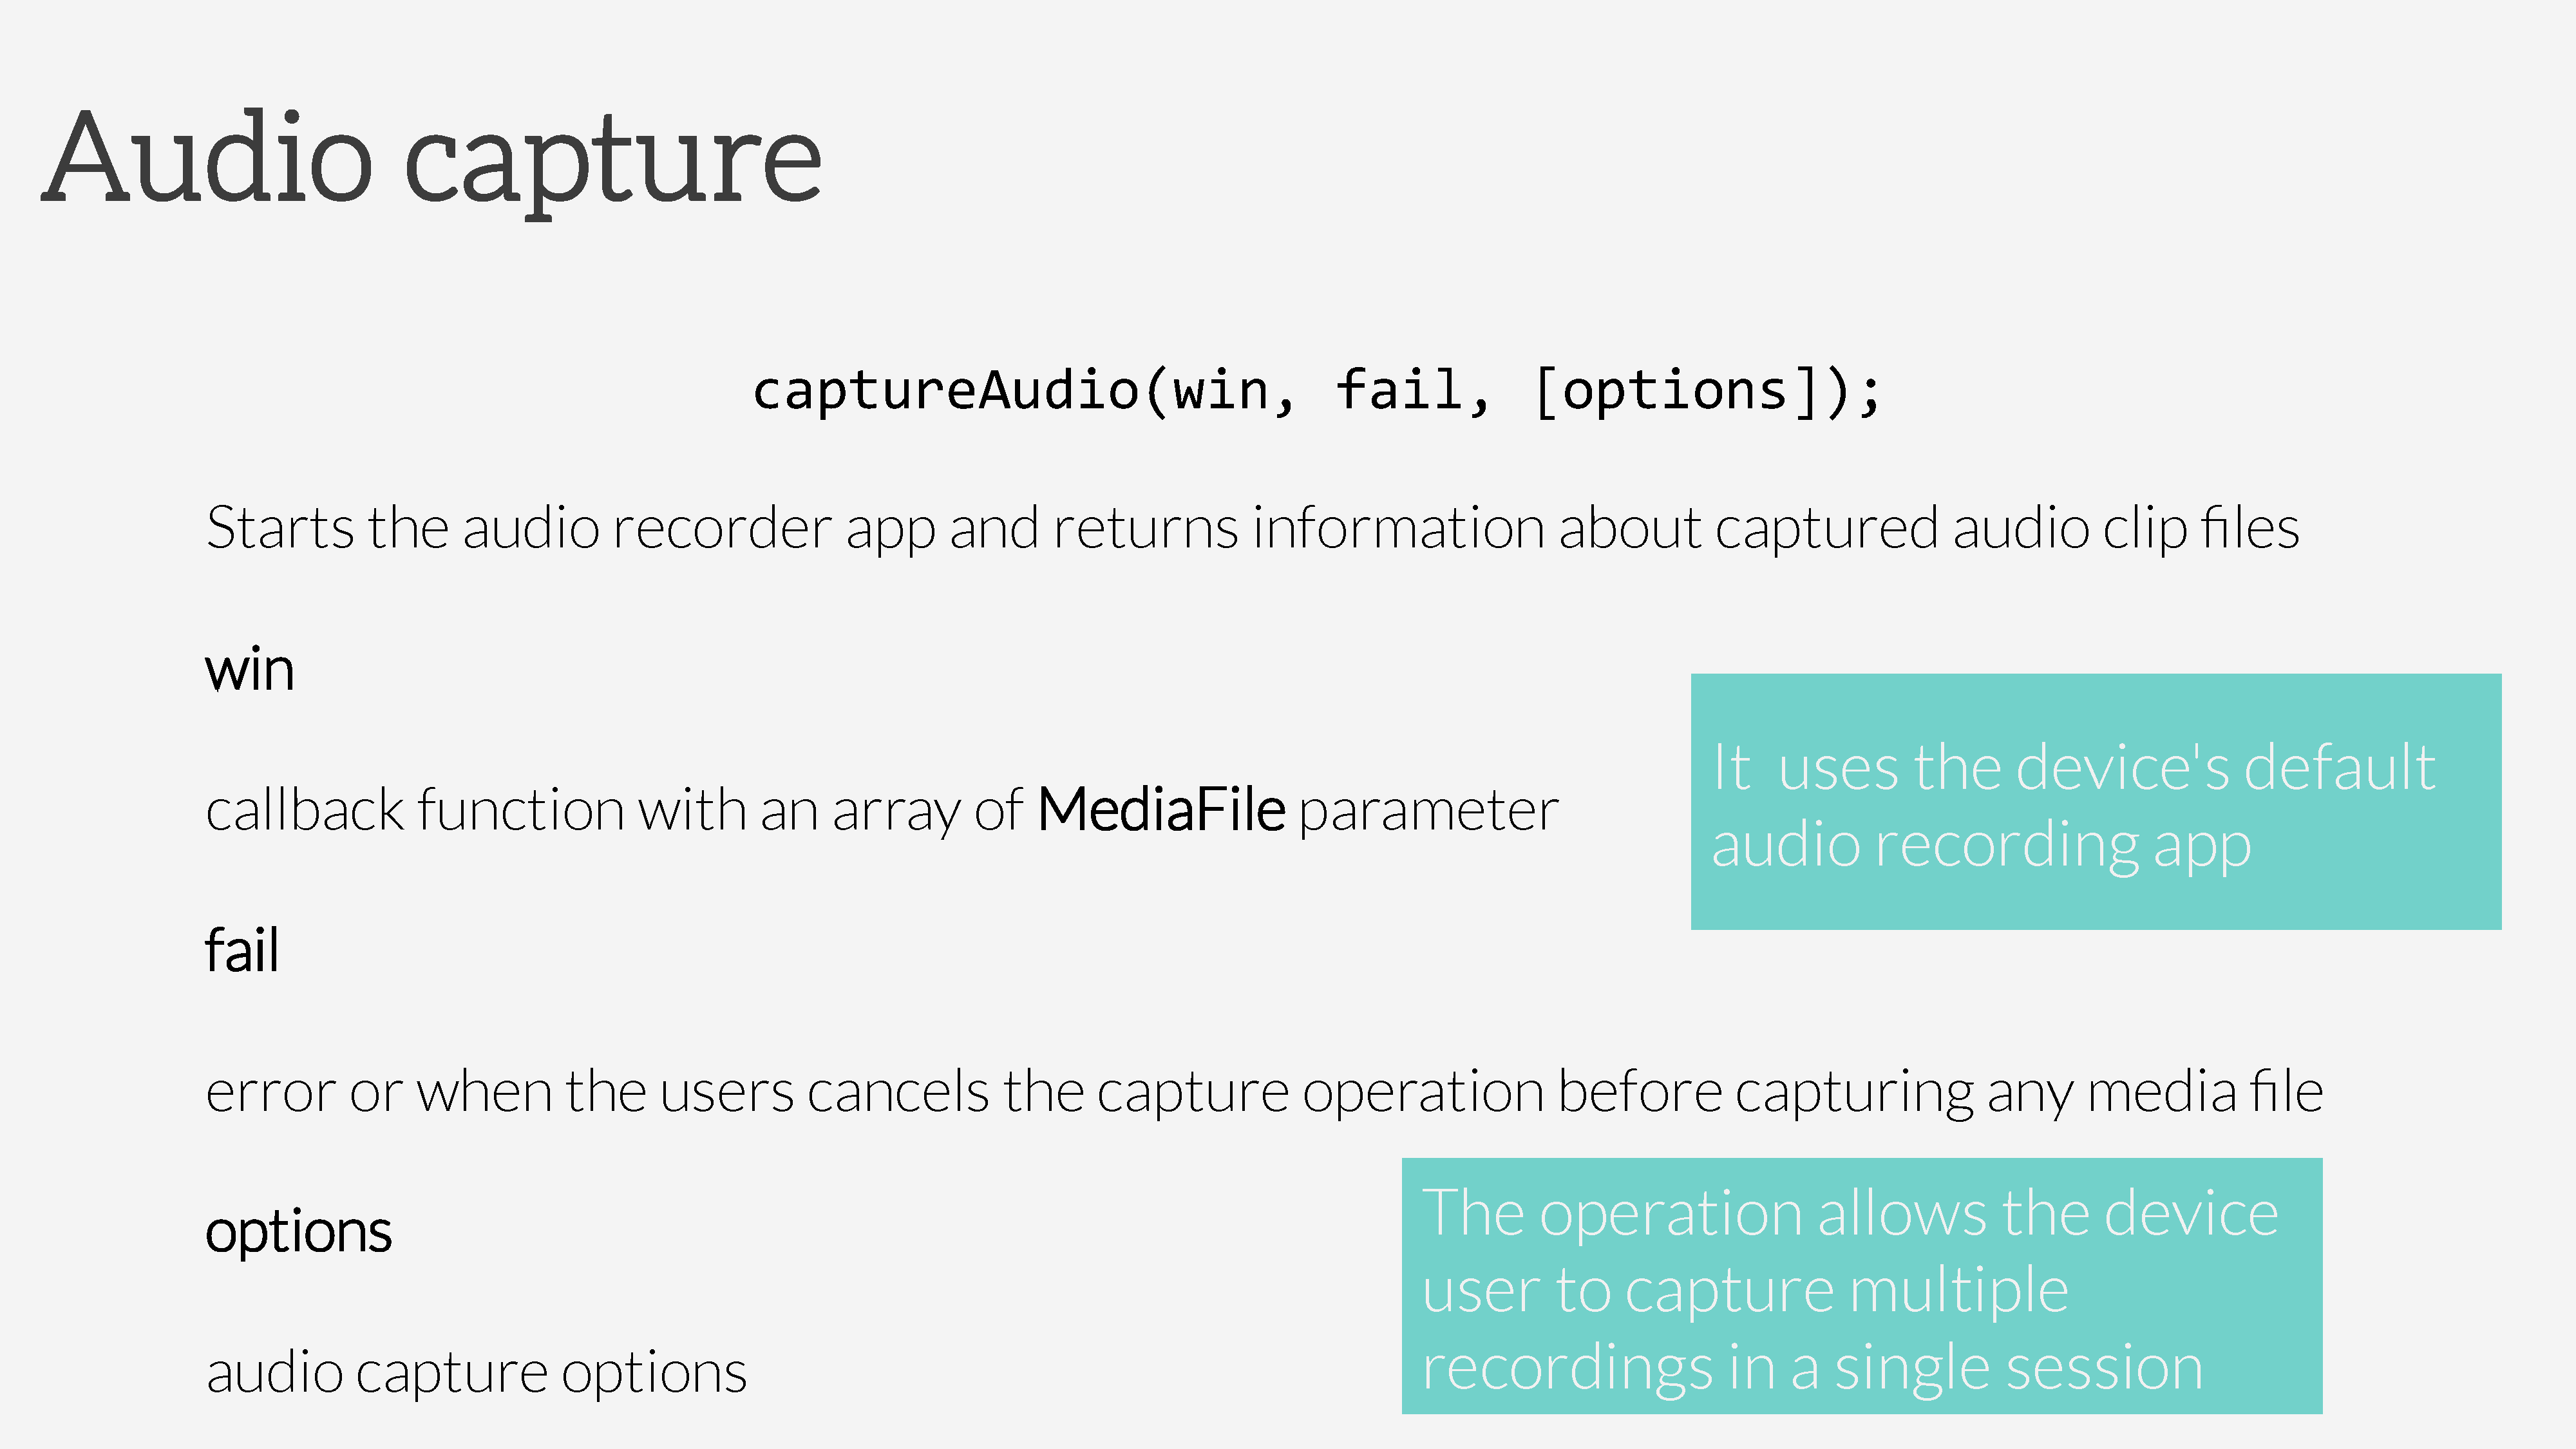 Audio capture
captureAudio(win, fail, [options]);
Starts the audio recorder app and returns information about captured audio clip files
win
callback function with an array of MediaFile parameter
It uses the device's default
audio recording app
fail
error or when the users cancels the capture operation before capturing any media file
options
audio capture options
The operation allows the device
user to capture multiple
recordings in a single session